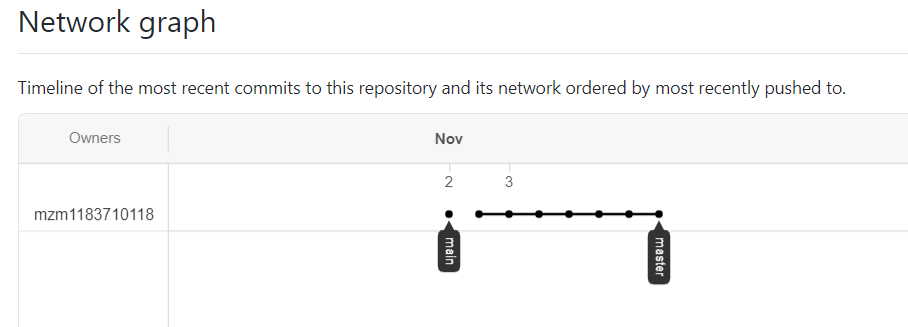 Network graph
Timeline of the most recent commits to this repository and its network ordered by most recently pushed to.
Owners
Nov
2
3
mzm1183710118
main
master